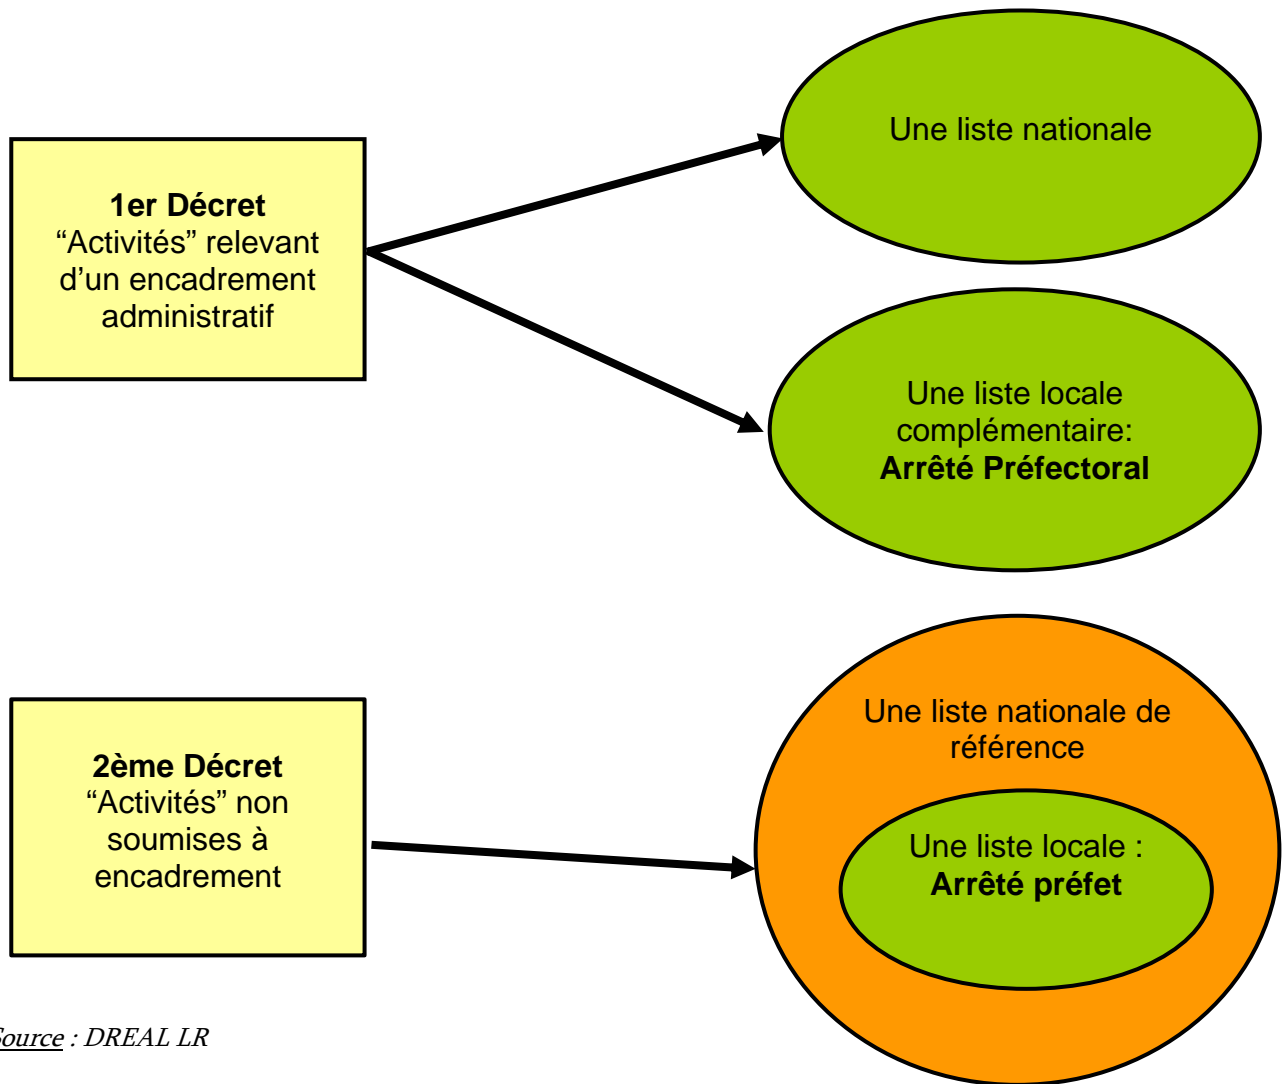 Une liste nationale
1er Décret
“Activités” relevant
d’un encadrement
administratif
Une liste locale
complémentaire:
Arrêté Préfectoral
Une liste nationale de
référence
2ème Décret
“Activités” non
soumises à
encadrement
Une liste locale :
Arrêté préfet
Source : DREAL LR